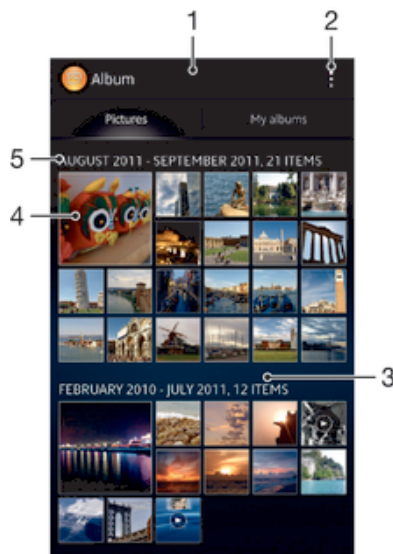 1 2
Album
Pictures My albums
5 AUGUST 2011 - SEPTEMBER 2011, 21 ITEMS
4
3
FEBRUARY 2010 - JULY 2011, 12 ITEMS